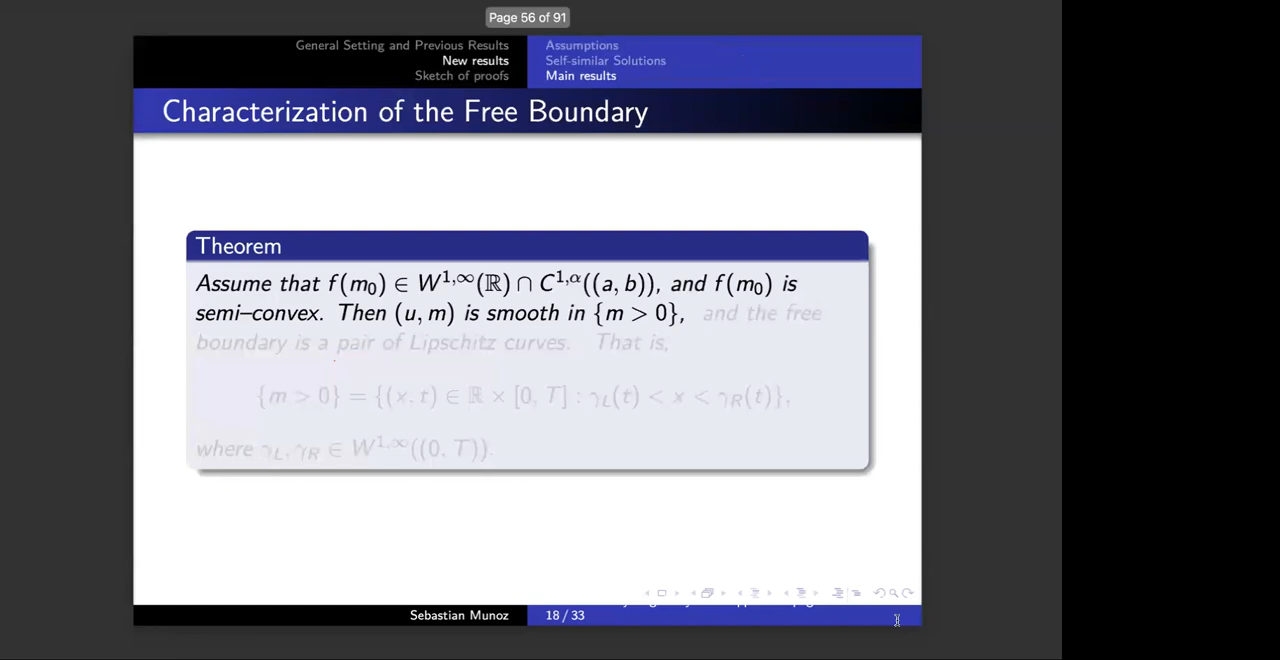 Page 56 of 91
General Setting and Previous Results
New results
Sketch of proofs
Assumptions
Self-similar Solutions
Main results
Characterization of the Free Boundary
Theorem
Assume that f(m₀) ∈ W^{1,∞}(ℝ) ∩ C^{1,α}((a, b)), and f(m₀) is
semi–convex. Then (u, m) is smooth in {m > 0}, and the free
boundary is a pair of Lipschitz curves. That is,
{m > 0} = {(x, t) ∈ ℝ × [0, T] : γ_L(t) < x < γ_R(t)},
where γ_L, γ_R ∈ W^{1,∞}((0, T)).
Sebastian Munoz
18 / 33